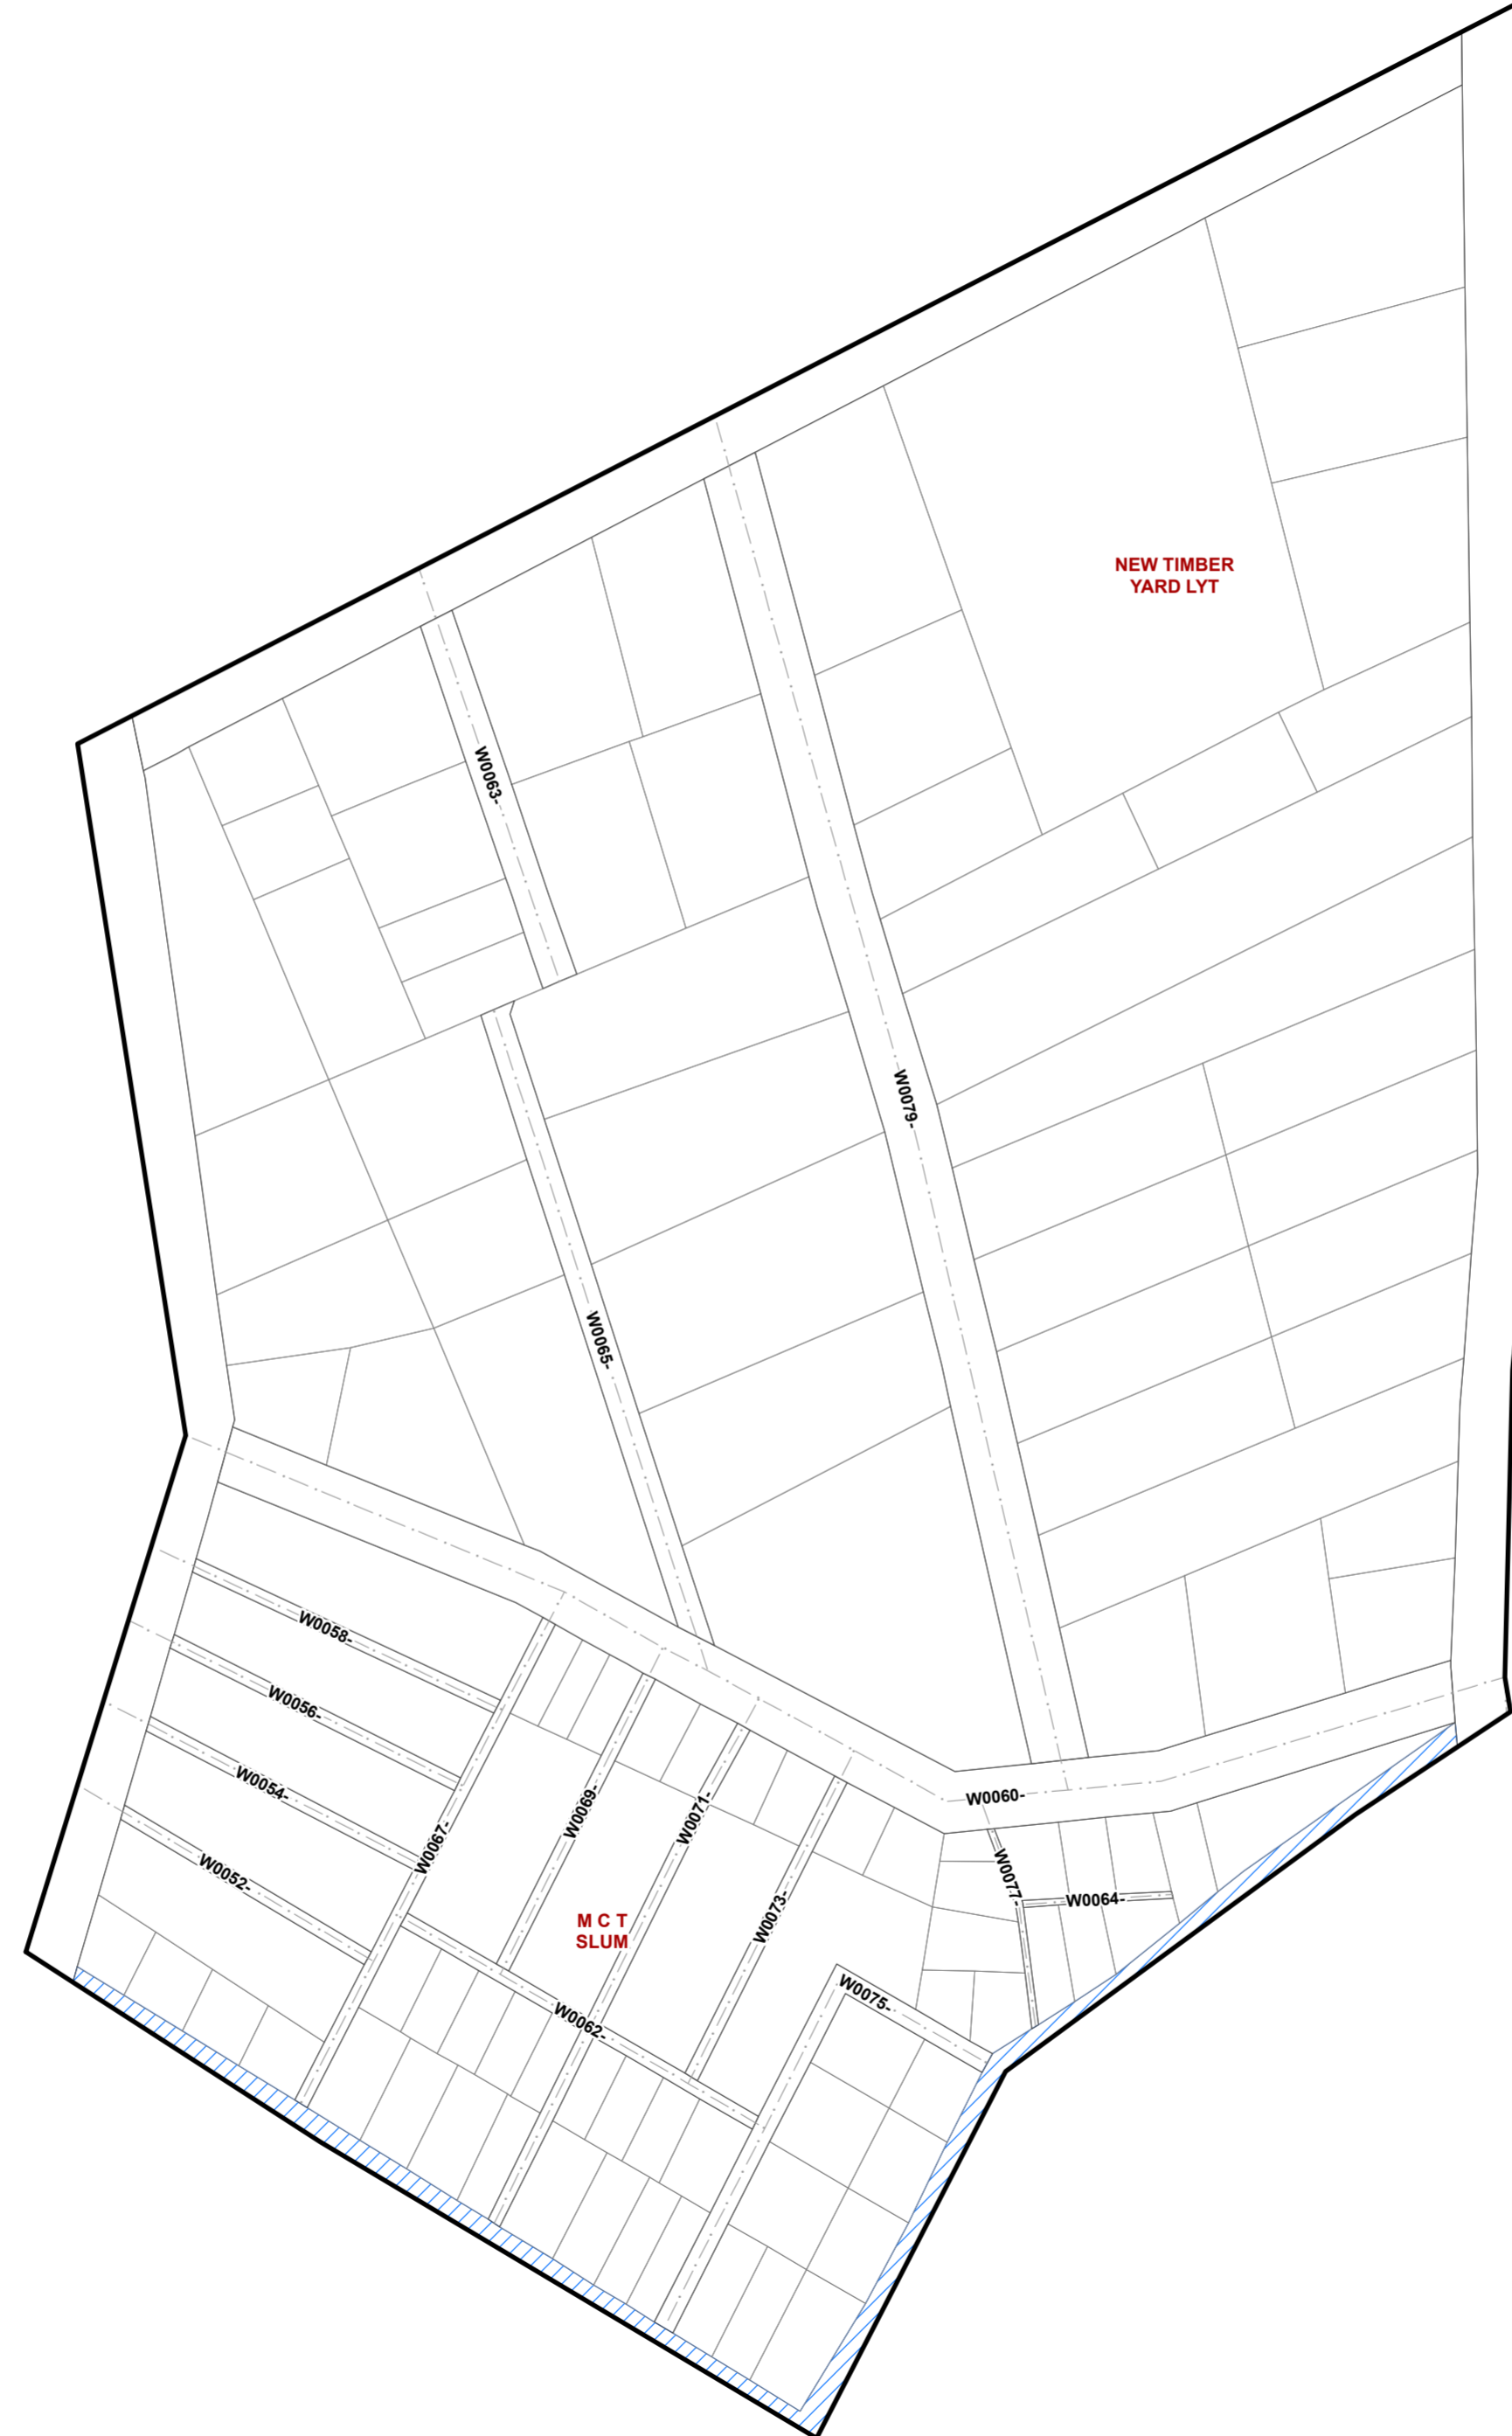 NEW TIMBER
YARD LYT
W0063-
W0079-
W0065-
W0058-
W0056-
W0054-
W0060-
W0069-
W0071-
W0067-
W0052-
W0077-
W0064-
W0073-
M C T
SLUM
W0075-
W0062-